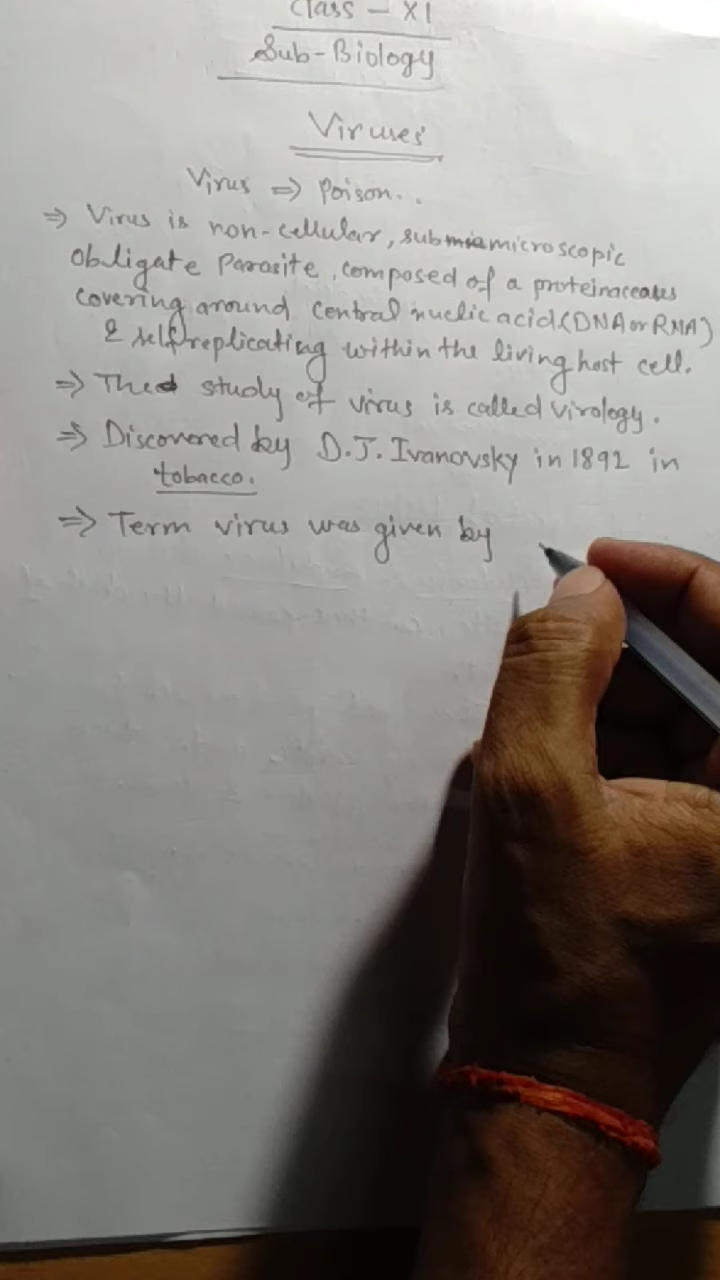 Class - XI
Sub-Biology
Viruses
Virus ⇒ Poison..
⇒ Virus is non-cellular, submicroscopic
obligate Parasite, composed of a proteinaceous
covering around central nuclic acid (DNA or RNA)
& self replicating within the living host cell.
⇒ The study of virus is called virology.
⇒ Discovered by D.J. Ivanovsky in 1892 in
tobacco.
⇒ Term virus was given by